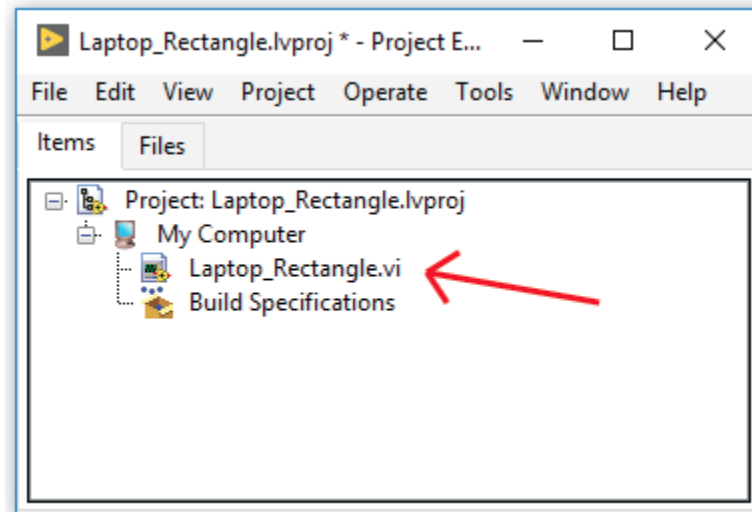 Laptop_Rectangle.lvproj * - Project E...
File Edit View Project Operate Tools Window Help
Items Files
Project: Laptop_Rectangle.lvproj
My Computer
Laptop_Rectangle.vi
Build Specifications